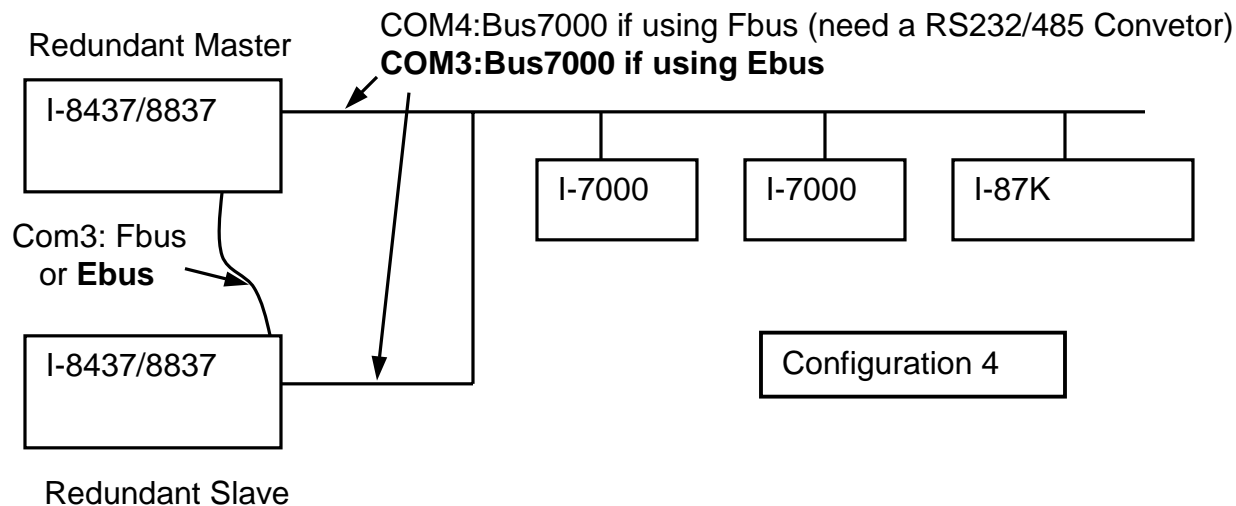 COM4:Bus7000 if using Fbus (need a RS232/485 Convetor)
Redundant Master
COM3:Bus7000 if using Ebus
I-8437/8837
I-7000
I-7000
I-87K
Com3: Fbus
or Ebus
I-8437/8837
Configuration 4
Redundant Slave